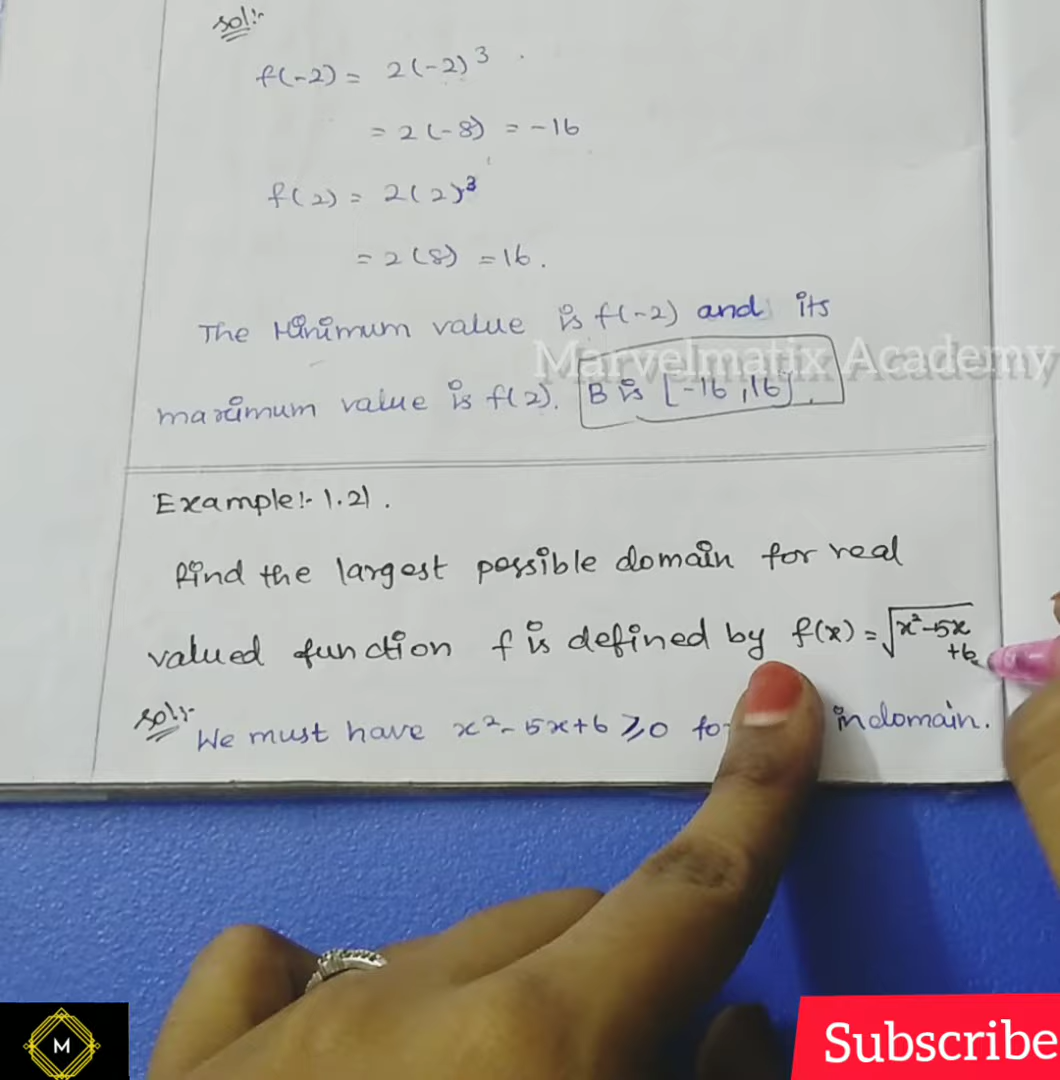 Sol:-
f(-2) = 2(-2)³.
= 2(-8) = -16
f(2) = 2(2)³
= 2(8) = 16.
The Minimum value is f(-2) and its
Marvelmatix Academy
maximum value is f(2). B is [-16, 16].
Example:- 1.21.
Find the largest possible domain for real
valued function f is defined by f(x) = √x²-5x
+6
Sol:-
We must have x²-5x+6 ≥ 0 in domain.
M
Subscribe